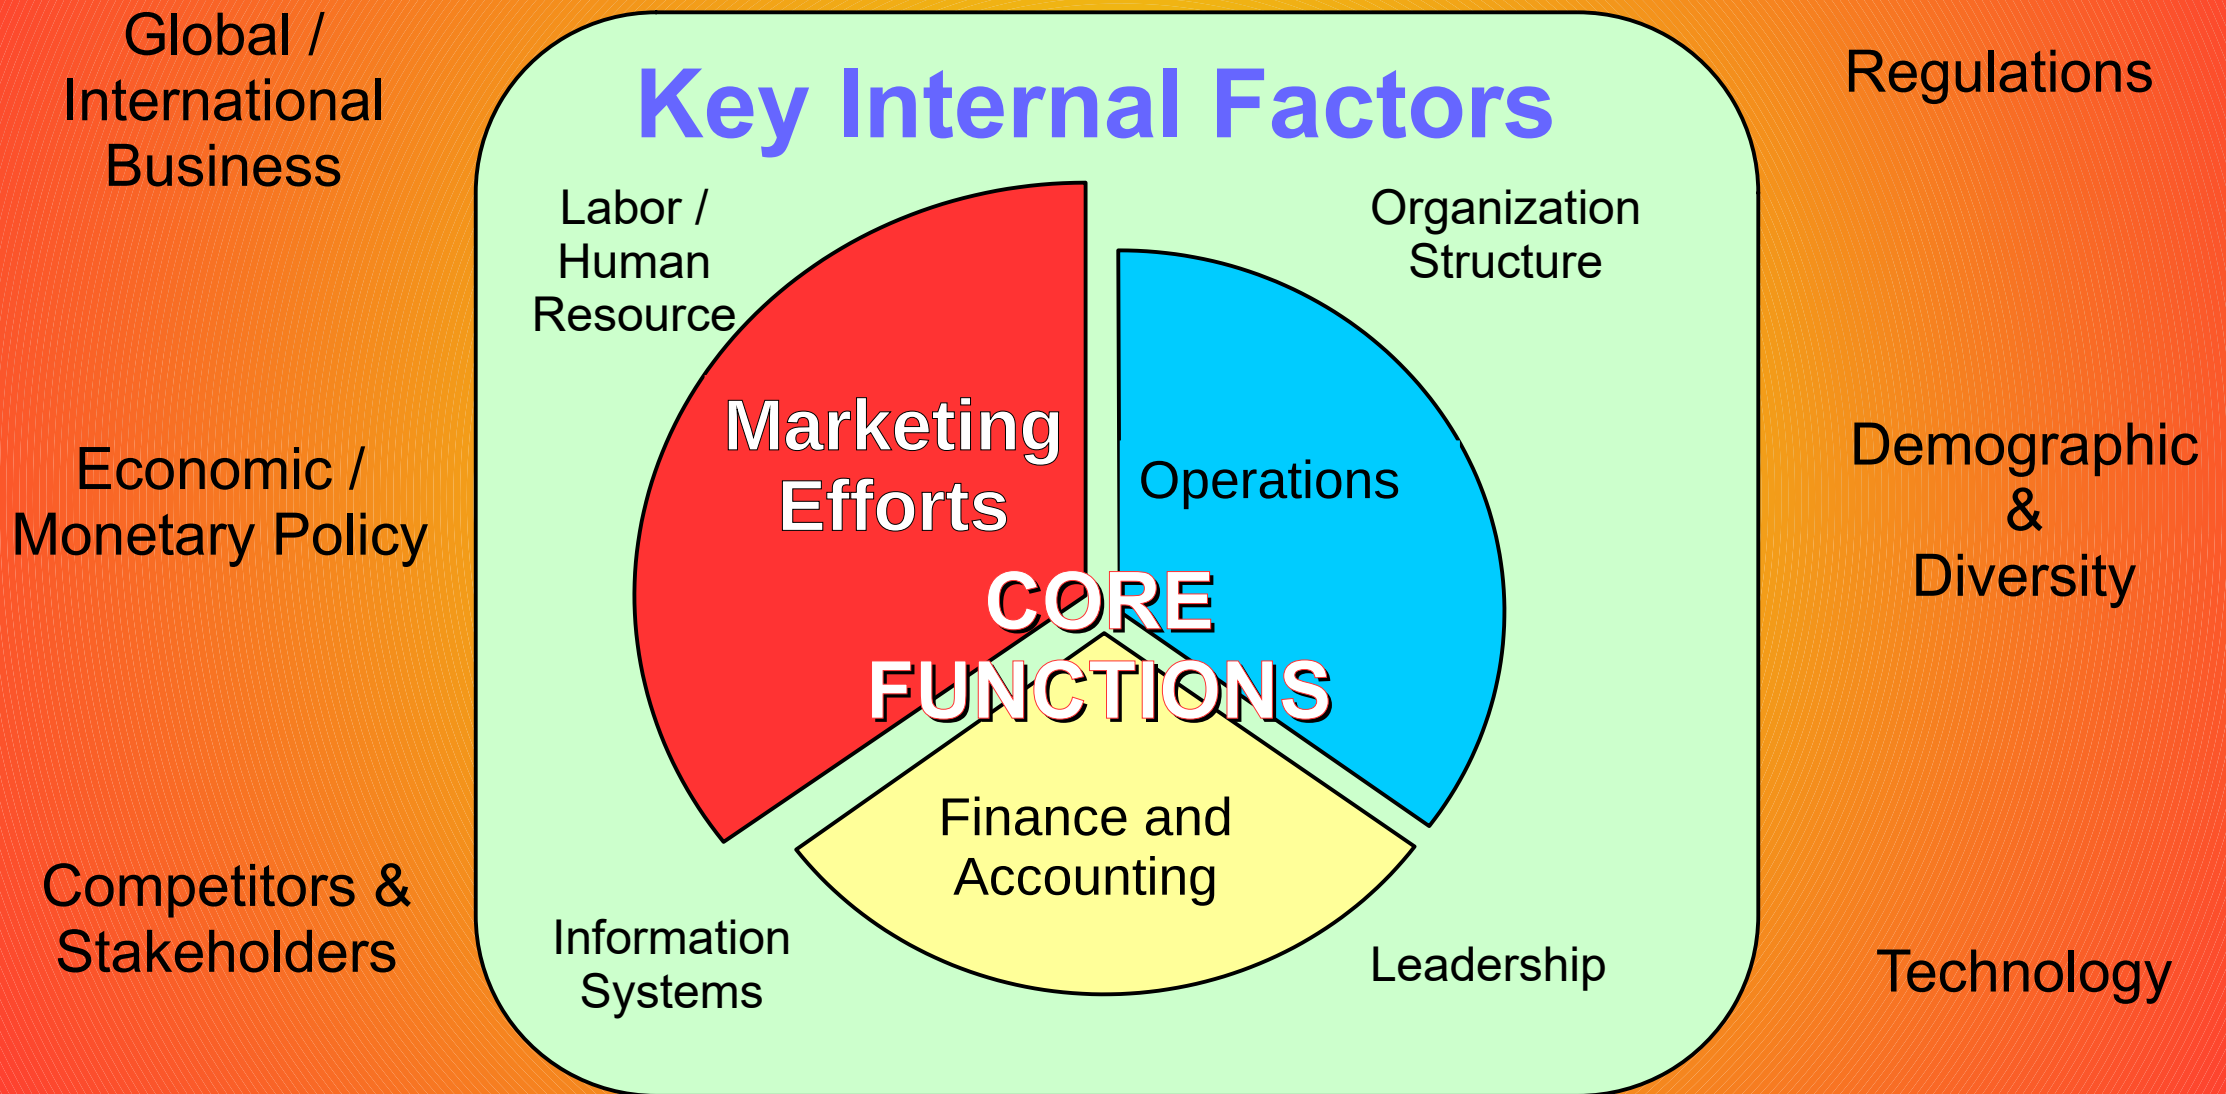 Global /
International
Business
Economic /
Monetary Policy
Competitors &
Stakeholders
Key Internal Factors
Labor /
Human
Resource
Organization
Structure
Marketing
Efforts
Operations
CORE
FUNCTIONS
Finance and
Accounting
Information
Systems
Leadership
Regulations
Demographic
&
Diversity
Technology